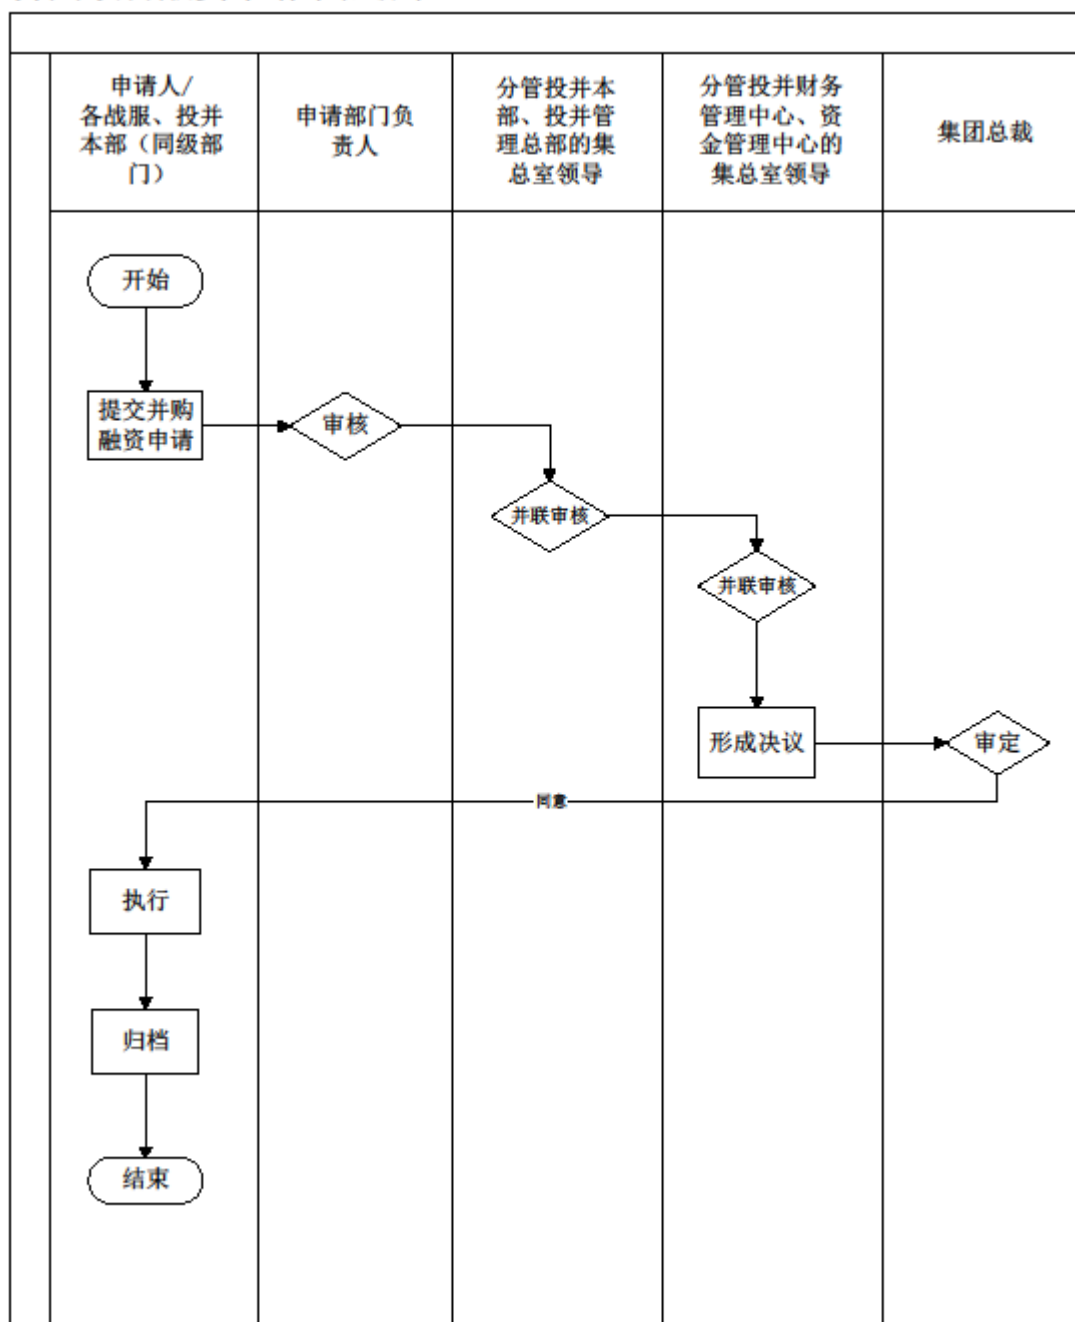 申请人/
各战服、投并
本部（同级部
门）
申请部门负
责人
分管投并本
部、投并管
理总部的集
总室领导
分管投并财务
管理中心、资
金管理中心的
集总室领导
集团总裁
开始
提交并购
融资申请
审核
并联审核
并联审核
形成决议
审定
同意
执行
归档
结束